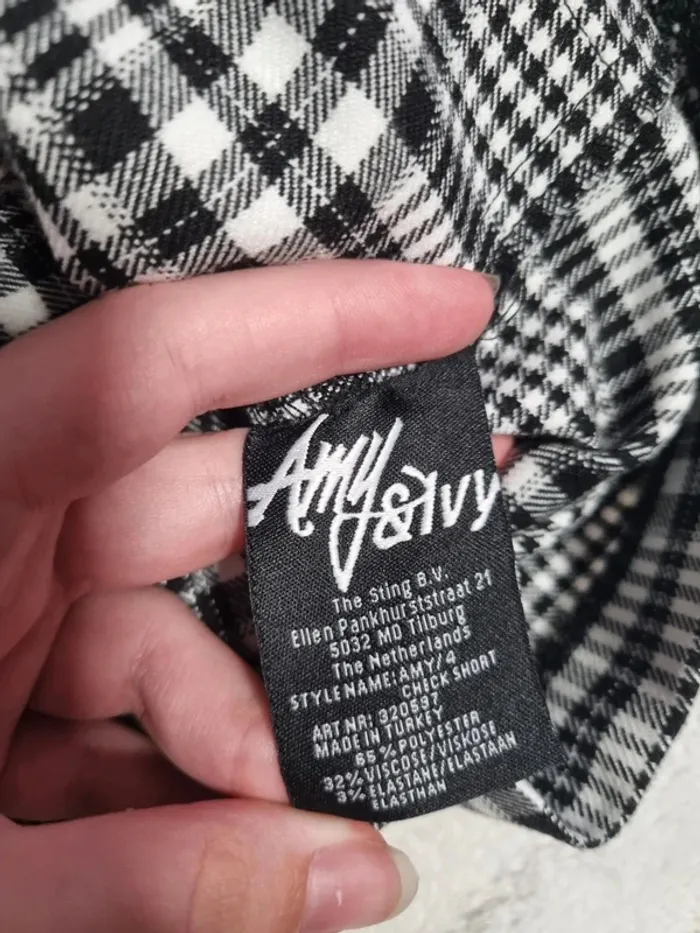 Amy
&Ivy
The Sting B.V.
Ellen Pankhurststraat 21
5032 MD Tilburg
The Netherlands
STYLE NAME: AMY/4
CHECK SHORT
ART.NR: 320597
MADE IN TURKEY
65 % POLYESTER
32% VISCOSE/VISKOSE
3% ELASTANE/ELASTAAN
ELASTHAN